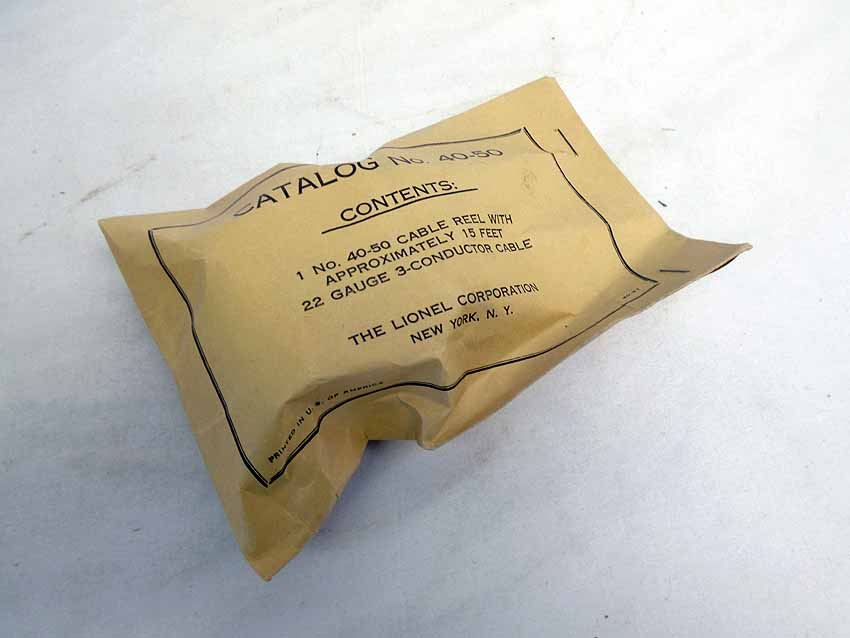 CATALOG No. 40-50
CONTENTS:
1 No. 40-50 CABLE REEL WITH
APPROXIMATELY 15 FEET
22 GAUGE 3-CONDUCTOR CABLE
THE LIONEL CORPORATION
NEW YORK, N. Y.
PRINTED IN U. S. OF AMERICA